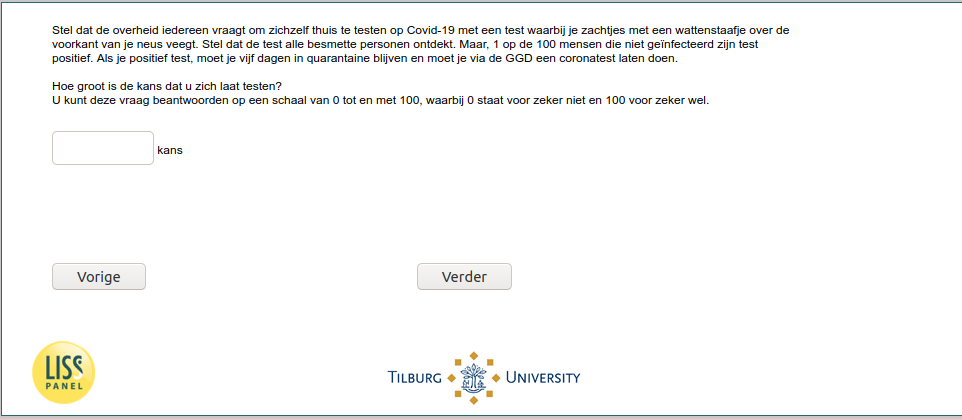 Stel dat de overheid iedereen vraagt om zichzelf thuis te testen op Covid-19 met een test waarbij je zachtjes met een wattenstaafje over de
voorkant van je neus veegt. Stel dat de test alle besmette personen ontdekt. Maar, 1 op de 100 mensen die niet geïnfecteerd zijn test
positief. Als je positief test, moet je vijf dagen in quarantaine blijven en moet je via de GGD een coronatest laten doen.
Hoe groot is de kans dat u zich laat testen?
U kunt deze vraag beantwoorden op een schaal van 0 tot en met 100, waarbij 0 staat voor zeker niet en 100 voor zeker wel.
kans
Vorige
Verder
LISS
PANEL
TILBURG UNIVERSITY